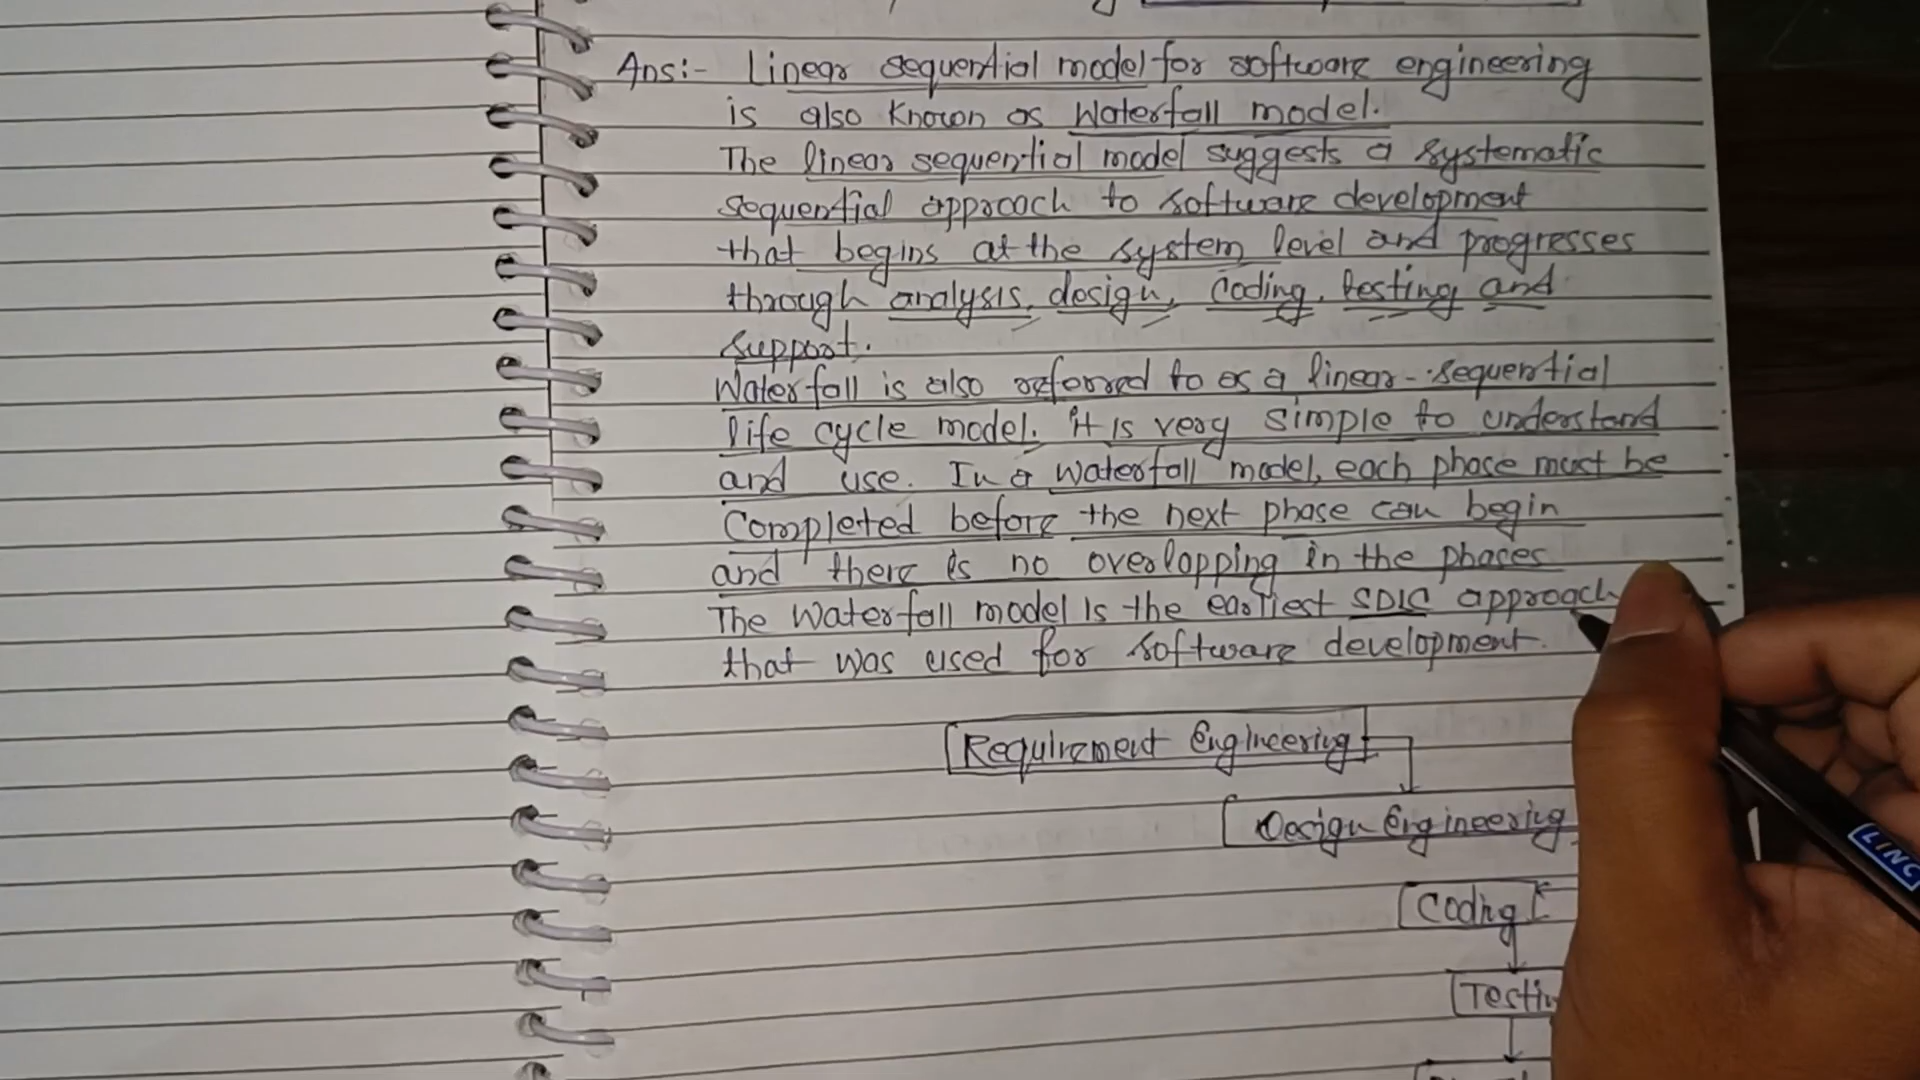 Ans:- Linear sequential model for software engineering
is also known as Waterfall model.
The linear sequential model suggests a systematic
sequential approach to software development
that begins at the system level and progresses
through analysis, design, coding, testing and
support.
Waterfall is also referred to as a linear-sequential
life cycle model. It is very simple to understand
and use. In a waterfall model, each phase must be
Completed before the next phase can begin
and there is no overlapping in the phases
The Waterfall model is the earliest SDLC approach
that was used for software development.
Requirement Engineering
Design Engineering
Coding
Testin
LINC